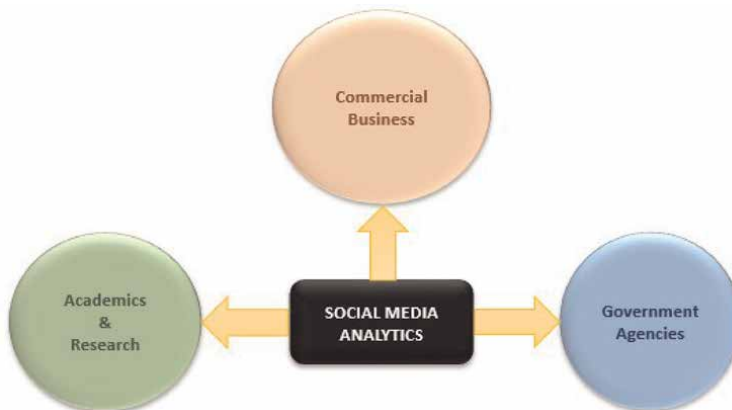 Commercial
Business
Academics
&
Research
SOCIAL MEDIA
ANALYTICS
Government
Agencies